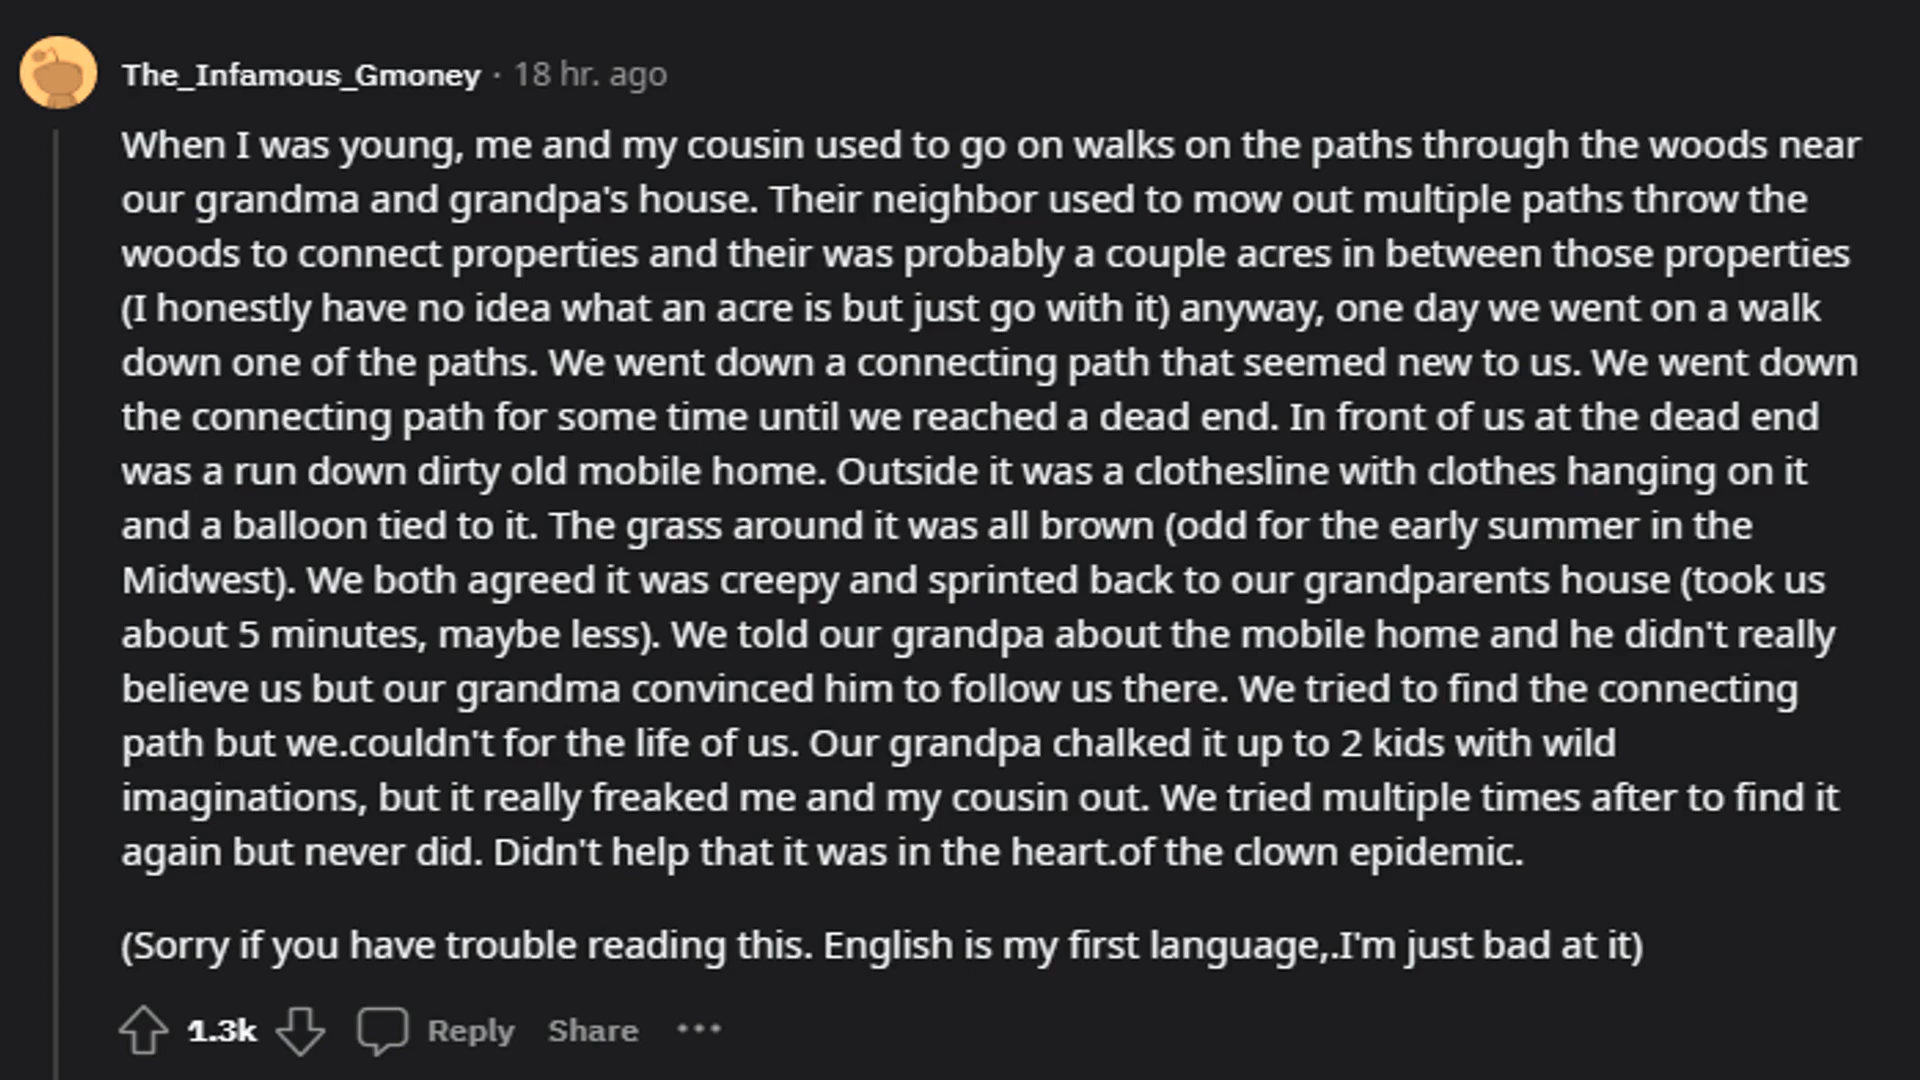 The_Infamous_Gmoney · 18 hr. ago
When I was young, me and my cousin used to go on walks on the paths through the woods near
our grandma and grandpa's house. Their neighbor used to mow out multiple paths throw the
woods to connect properties and their was probably a couple acres in between those properties
(I honestly have no idea what an acre is but just go with it) anyway, one day we went on a walk
down one of the paths. We went down a connecting path that seemed new to us. We went down
the connecting path for some time until we reached a dead end. In front of us at the dead end
was a run down dirty old mobile home. Outside it was a clothesline with clothes hanging on it
and a balloon tied to it. The grass around it was all brown (odd for the early summer in the
Midwest). We both agreed it was creepy and sprinted back to our grandparents house (took us
about 5 minutes, maybe less). We told our grandpa about the mobile home and he didn't really
believe us but our grandma convinced him to follow us there. We tried to find the connecting
path but we.couldn't for the life of us. Our grandpa chalked it up to 2 kids with wild
imaginations, but it really freaked me and my cousin out. We tried multiple times after to find it
again but never did. Didn't help that it was in the heart.of the clown epidemic.
(Sorry if you have trouble reading this. English is my first language,.I'm just bad at it)
1.3k Reply Share ···